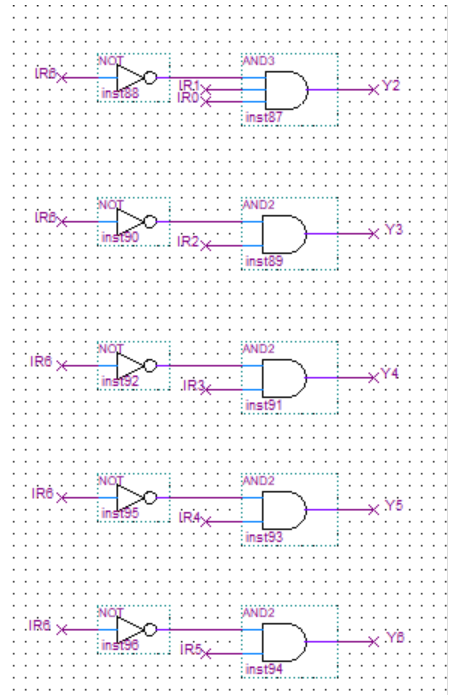 NOT AND3
IR6 IR1 Y2
IR0
inst88 inst87
NOT AND2
IR6 Y3
inst90 IR2
inst89
NOT AND2
IR6 Y4
inst92 IR3
inst91
NOT AND2
IR6 Y5
inst95 IR4
inst93
NOT AND2
IR6 Y6
inst96 IR5
inst94